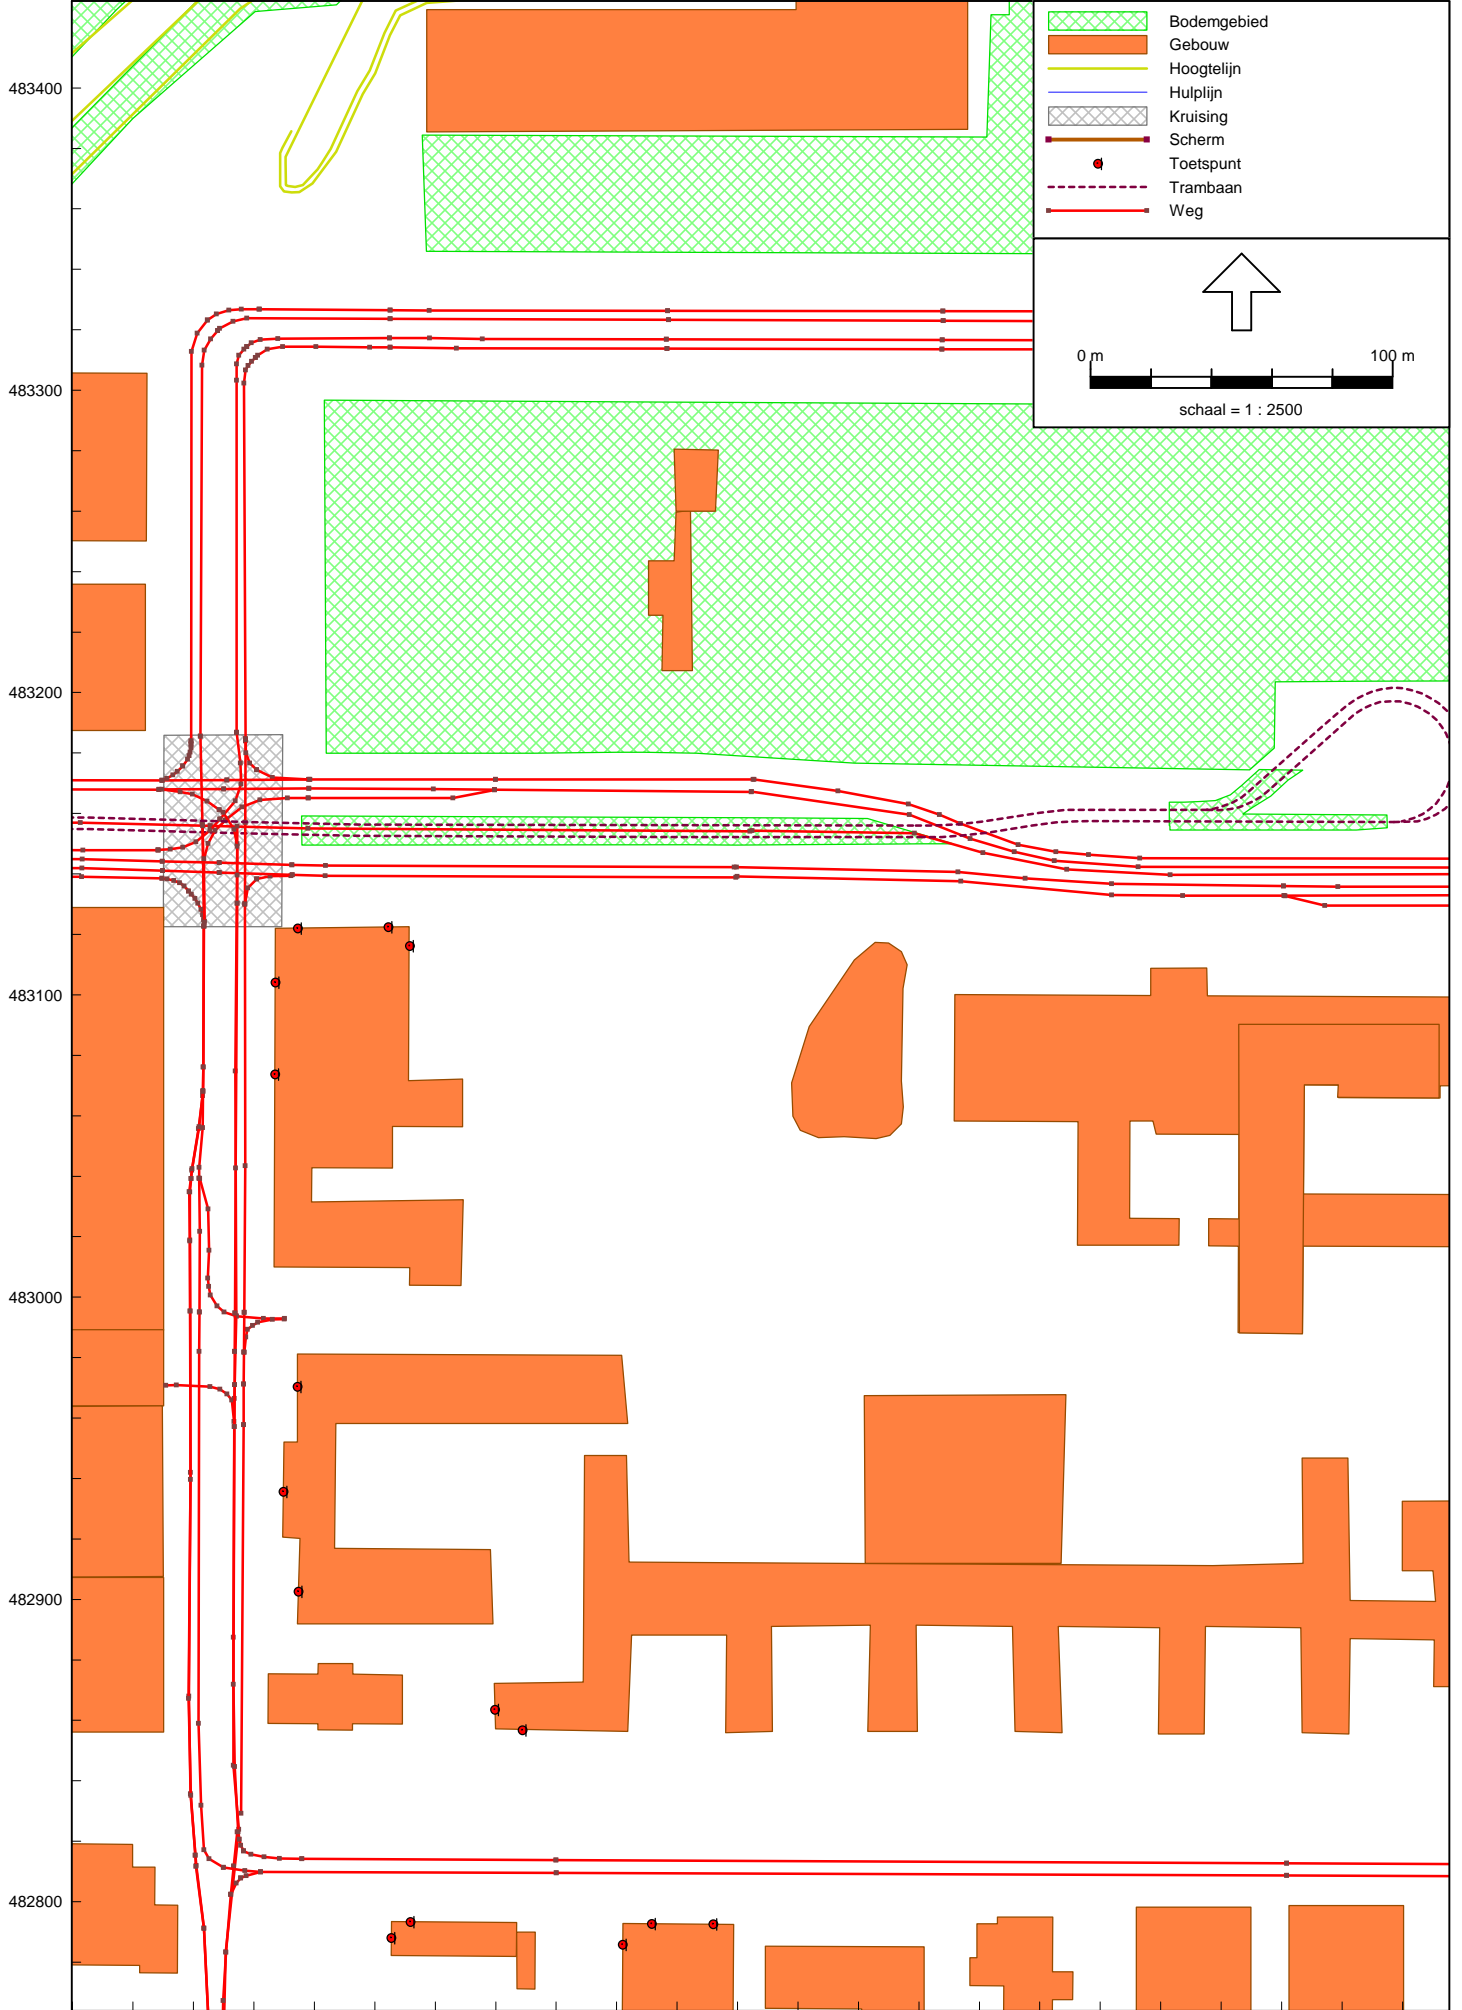 Bodemgebied
Gebouw
Hoogtelijn
Hulplijn
Kruising
Scherm
Toetspunt
Trambaan
Weg
0 m 100 m
schaal = 1 : 2500
483400
483300
483200
483100
483000
482900
482800